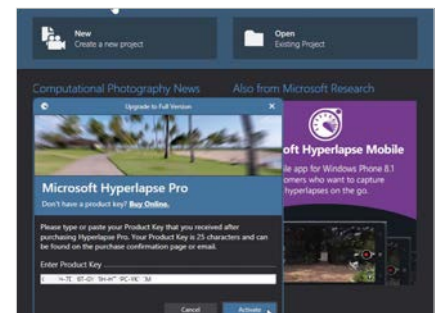 New
Create a new project
Open
Existing Project
Computational Photography News
Also from Microsoft Research
Upgrade to Full Version
Microsoft Hyperlapse Pro
Don't have a product key? Buy Online.
Please type or paste your Product Key that you received after
purchasing Hyperlapse Pro. Your Product Key is 25 characters and can
be found on the purchase confirmation page or email.
Enter Product Key
Cancel
Activate
oft Hyperlapse Mobile
le app for Windows Phone 8.1
omers who want to capture
hyperlapses on the go.